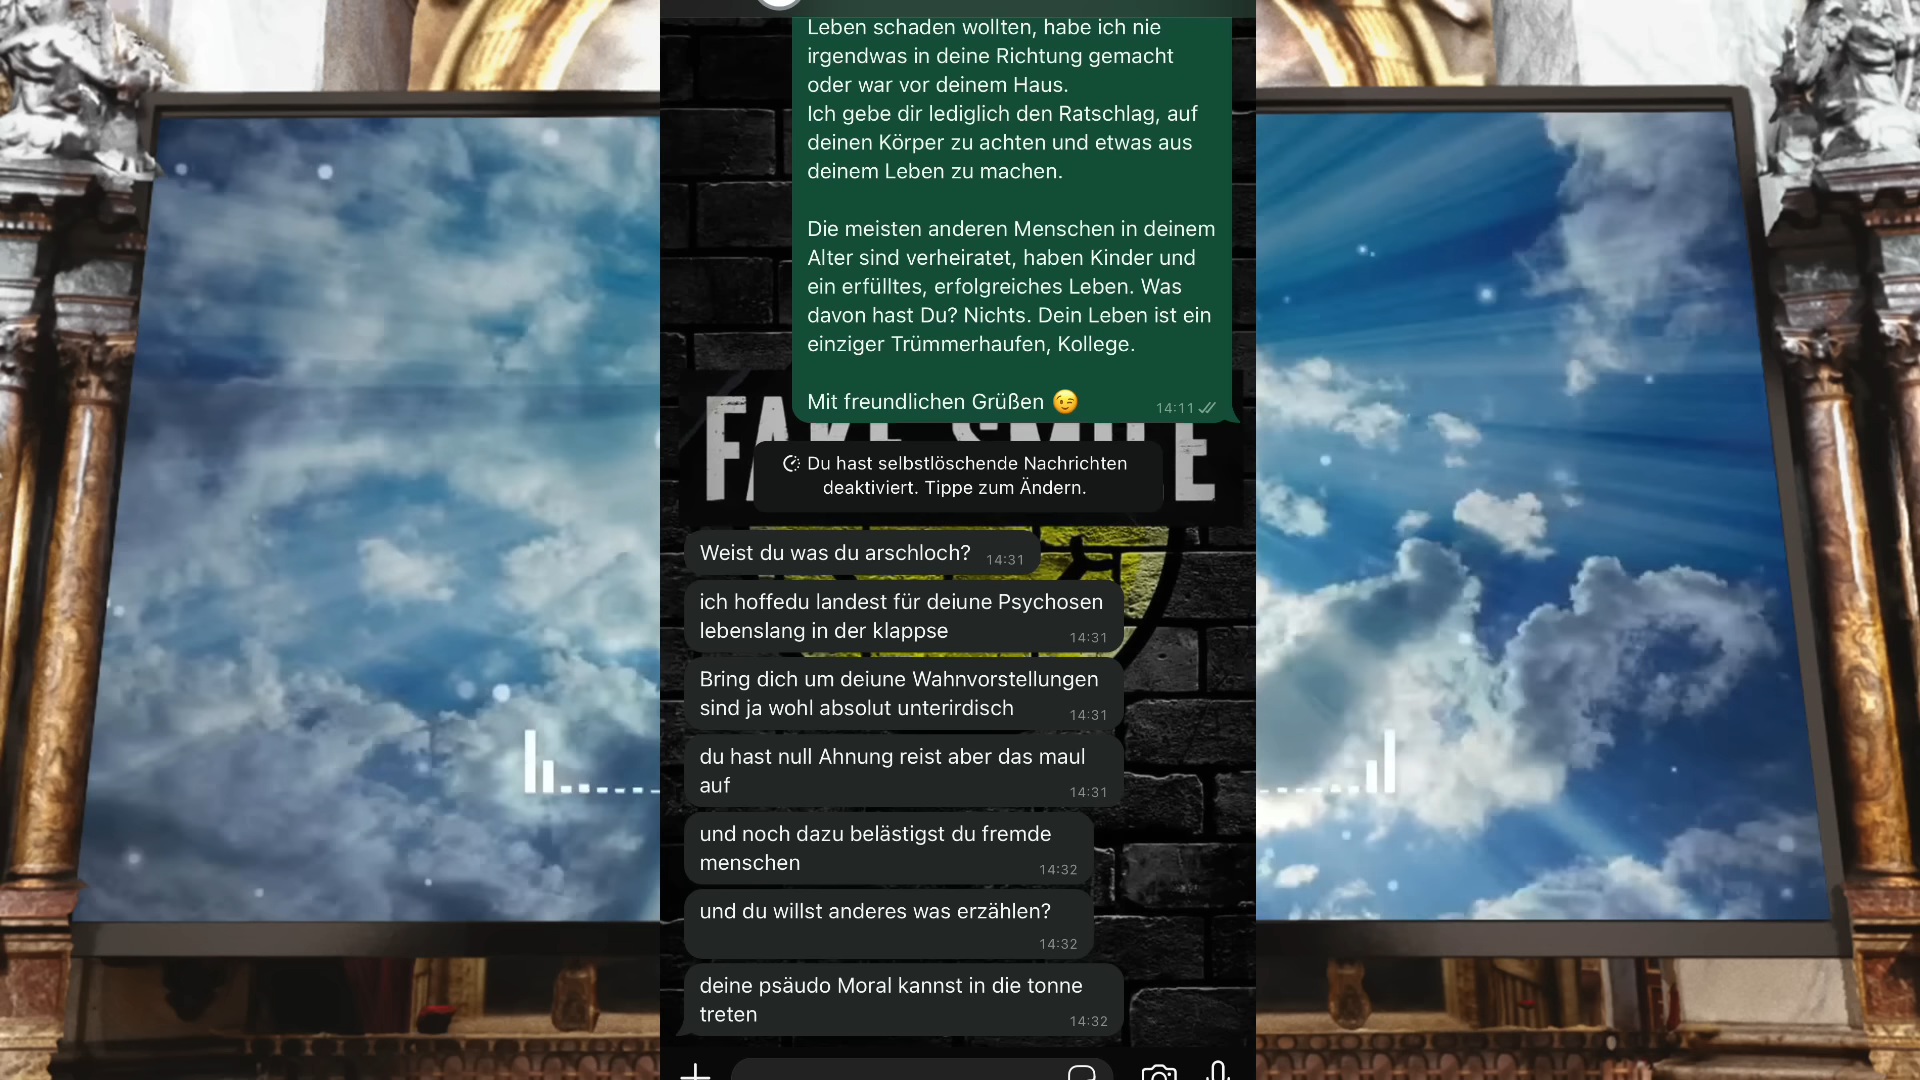 Leben schaden wollten, habe ich nie
irgendwas in deine Richtung gemacht
oder war vor deinem Haus.
Ich gebe dir lediglich den Ratschlag, auf
deinen Körper zu achten und etwas aus
deinem Leben zu machen.
Die meisten anderen Menschen in deinem
Alter sind verheiratet, haben Kinder und
ein erfülltes, erfolgreiches Leben. Was
davon hast Du? Nichts. Dein Leben ist ein
einziger Trümmerhaufen, Kollege.
Mit freundlichen Grüßen 😉
14:11
FAKE SMILE
Du hast selbstlöschende Nachrichten
deaktiviert. Tippe zum Ändern.
Weist du was du arschloch? 14:31
ich hoffedu landest für deiune Psychosen
lebenslang in der klappse 14:31
Bring dich um deiune Wahnvorstellungen
sind ja wohl absolut unterirdisch 14:31
du hast null Ahnung reist aber das maul
auf 14:31
und noch dazu belästigst du fremde
menschen 14:32
und du willst anderes was erzählen?
14:32
deine psäudo Moral kannst in die tonne
treten 14:32